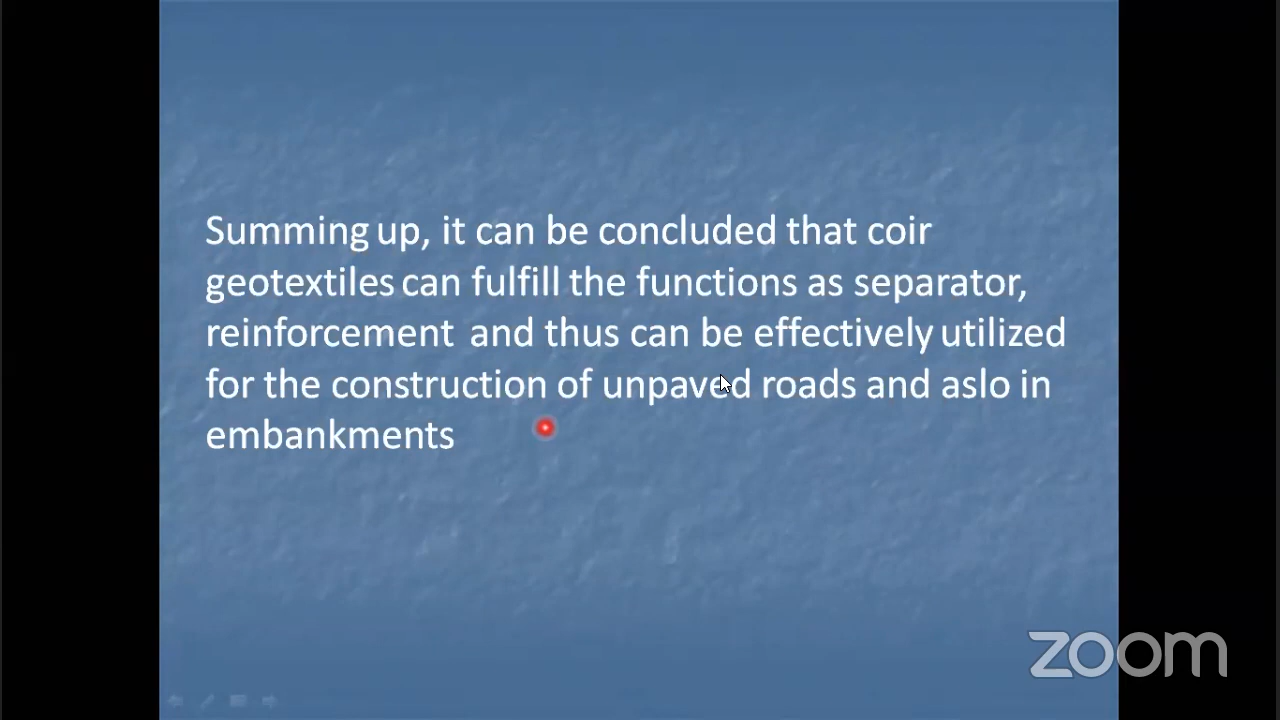 Summing up, it can be concluded that coir
geotextiles can fulfill the functions as separator,
reinforcement and thus can be effectively utilized
for the construction of unpaved roads and aslo in
embankments
zoom